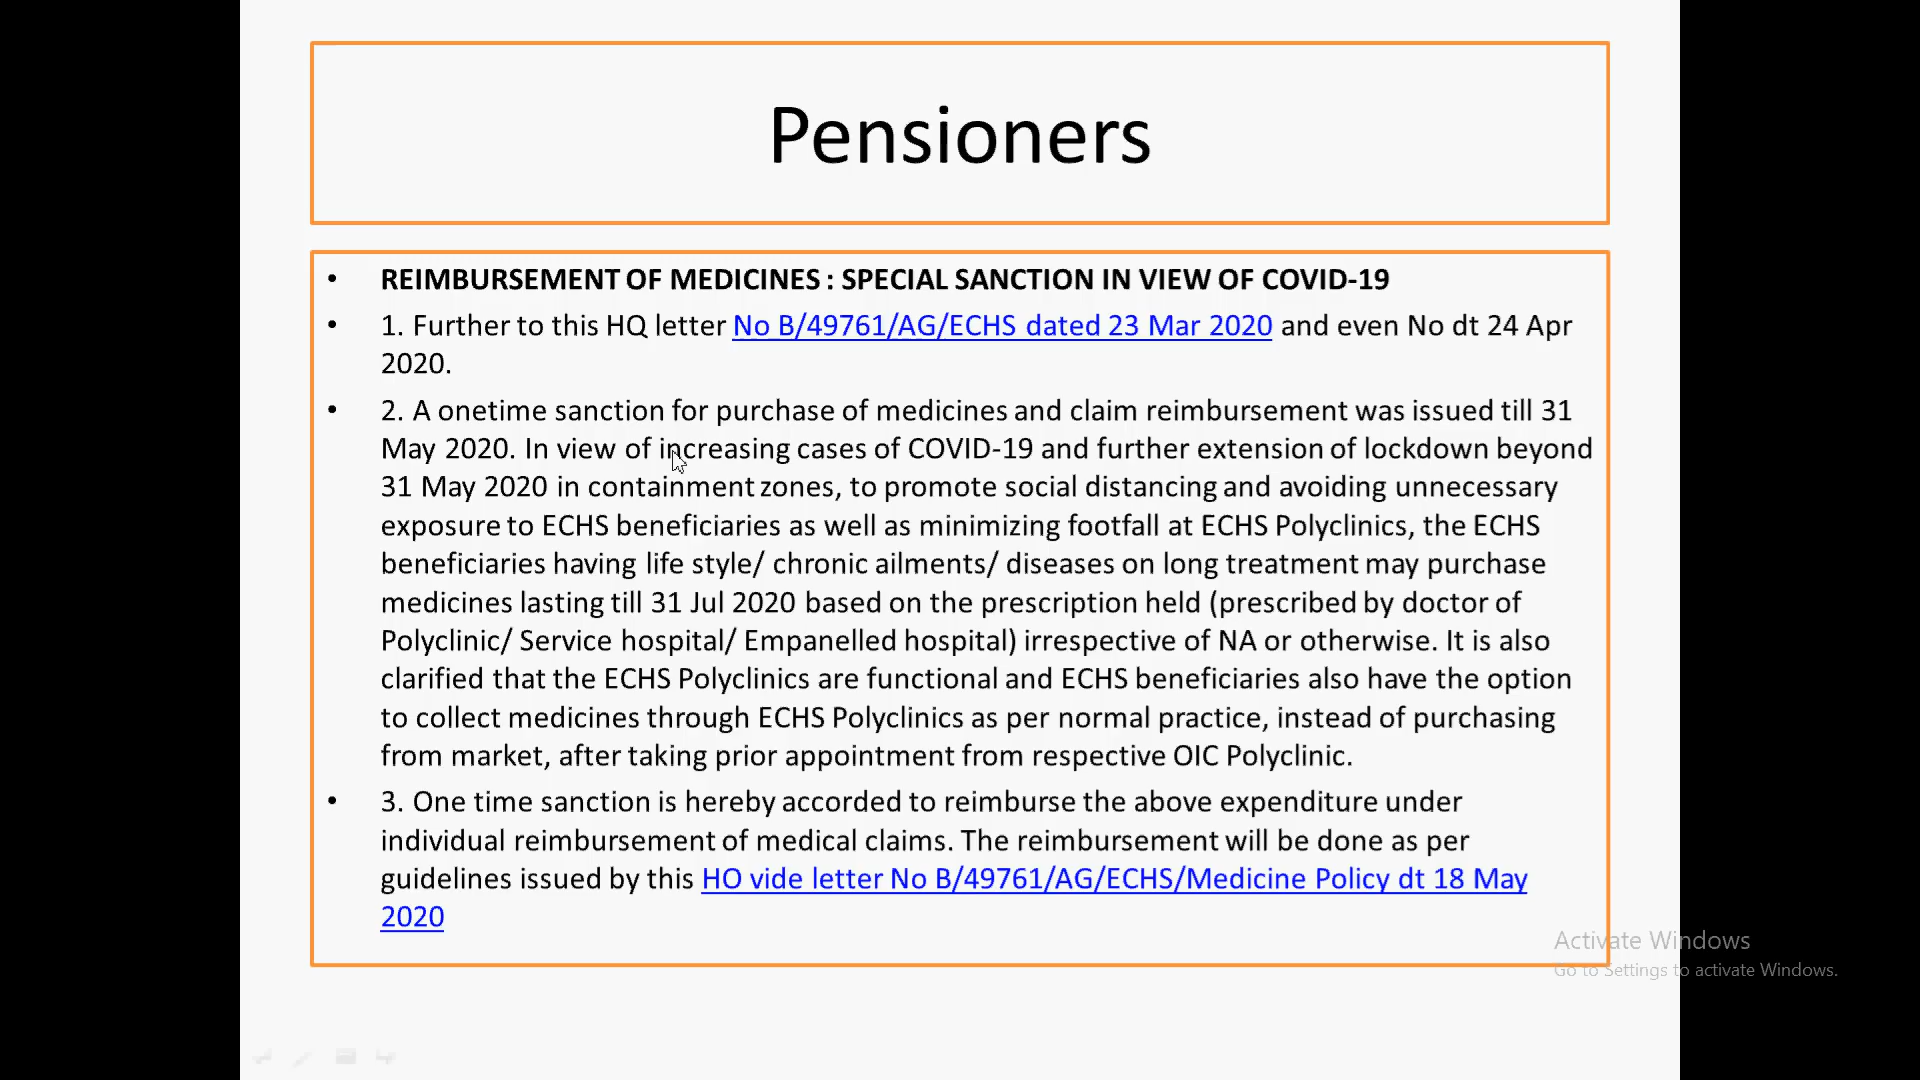 Pensioners
• REIMBURSEMENT OF MEDICINES : SPECIAL SANCTION IN VIEW OF COVID-19
• 1. Further to this HQ letter No B/49761/AG/ECHS dated 23 Mar 2020 and even No dt 24 Apr
2020.
• 2. A onetime sanction for purchase of medicines and claim reimbursement was issued till 31
May 2020. In view of increasing cases of COVID-19 and further extension of lockdown beyond
31 May 2020 in containment zones, to promote social distancing and avoiding unnecessary
exposure to ECHS beneficiaries as well as minimizing footfall at ECHS Polyclinics, the ECHS
beneficiaries having life style/ chronic ailments/ diseases on long treatment may purchase
medicines lasting till 31 Jul 2020 based on the prescription held (prescribed by doctor of
Polyclinic/ Service hospital/ Empanelled hospital) irrespective of NA or otherwise. It is also
clarified that the ECHS Polyclinics are functional and ECHS beneficiaries also have the option
to collect medicines through ECHS Polyclinics as per normal practice, instead of purchasing
from market, after taking prior appointment from respective OIC Polyclinic.
• 3. One time sanction is hereby accorded to reimburse the above expenditure under
individual reimbursement of medical claims. The reimbursement will be done as per
guidelines issued by this HO vide letter No B/49761/AG/ECHS/Medicine Policy dt 18 May
2020
Activate Windows
Go to Settings to activate Windows.